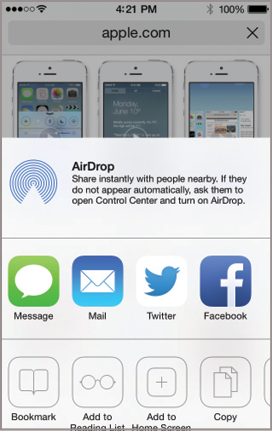 4:21 PM 100%
apple.com
Monday,
June 10th
AirDrop
Share instantly with people nearby. If they
do not appear automatically, ask them to
open Control Center and turn on AirDrop.
Message Mail Twitter Facebook
Bookmark Add to Add to Copy
Reading List Home Screen